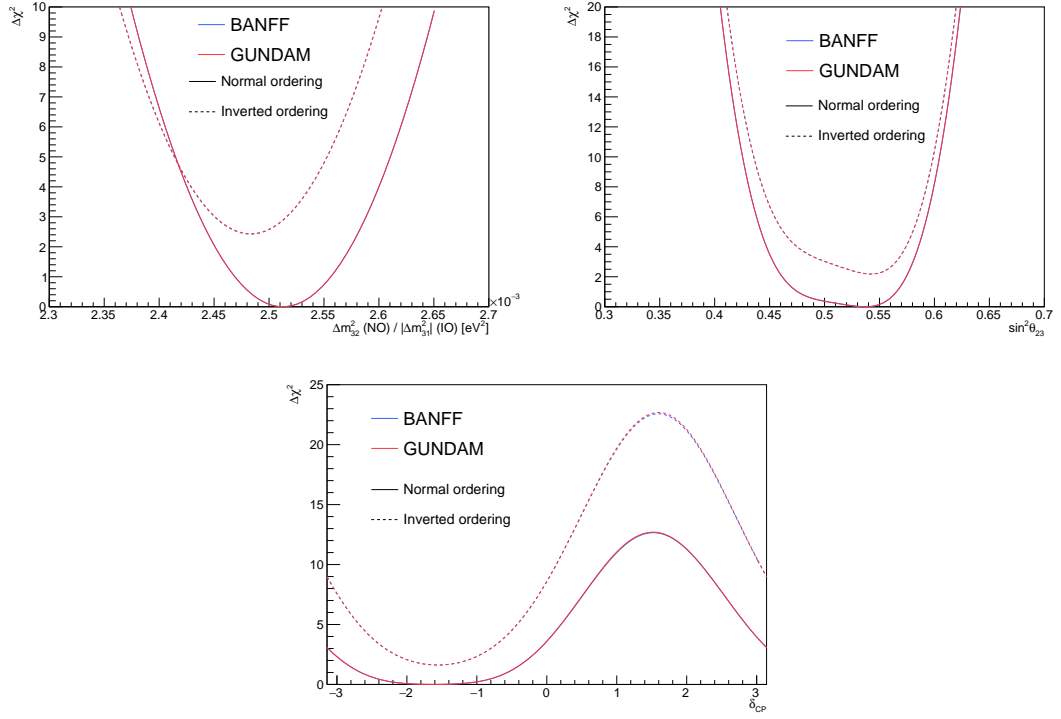 Δχ²
10
9
8
7
6
5
4
3
2
1
0
BANFF
GUNDAM
Normal ordering
Inverted ordering
2.3 2.35 2.4 2.45 2.5 2.55 2.6 2.65 2.7
×10⁻³
Δm²₃₂ (NO) / |Δm²₃₁| (IO) [eV²]
Δχ²
20
18
16
14
12
10
8
6
4
2
0
BANFF
GUNDAM
Normal ordering
Inverted ordering
0.3 0.35 0.4 0.45 0.5 0.55 0.6 0.65 0.7
sin²θ₂₃
Δχ²
25
20
15
10
5
0
BANFF
GUNDAM
Normal ordering
Inverted ordering
−3 −2 −1 0 1 2 3
δCP